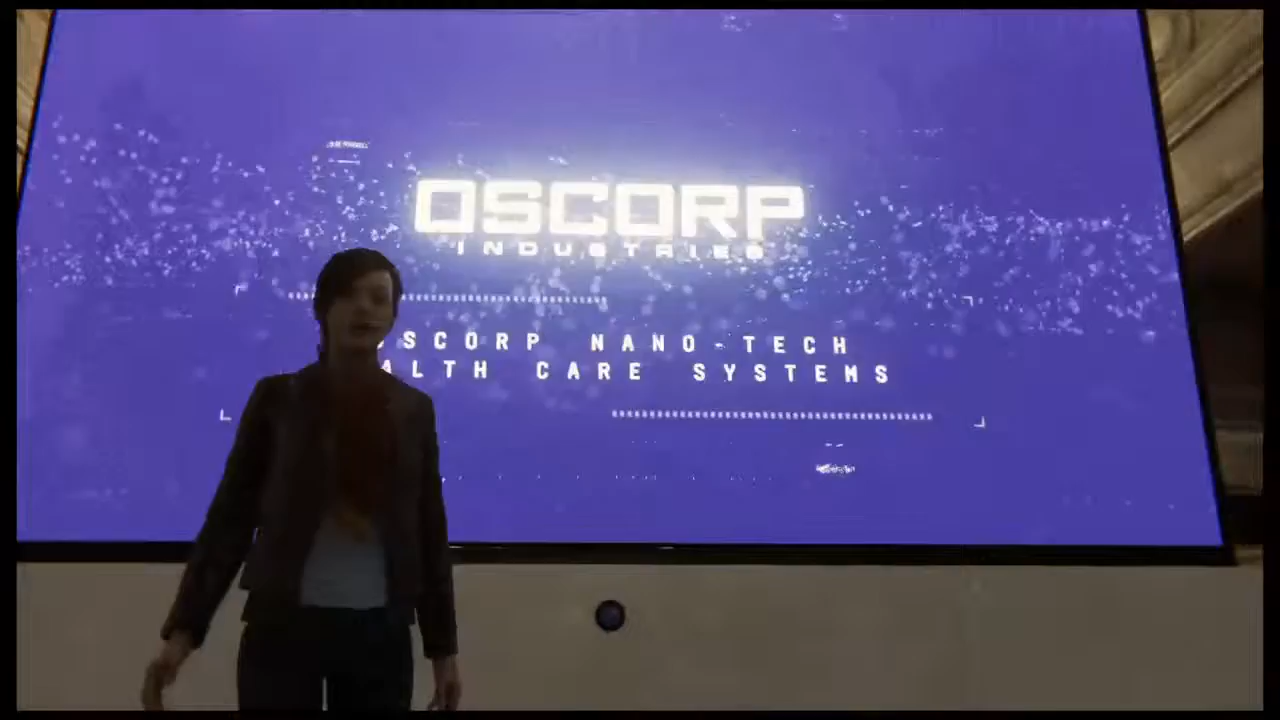 OSCORP
INDUSTRIES
SCORP NANO-TECH
ALTH CARE SYSTEMS